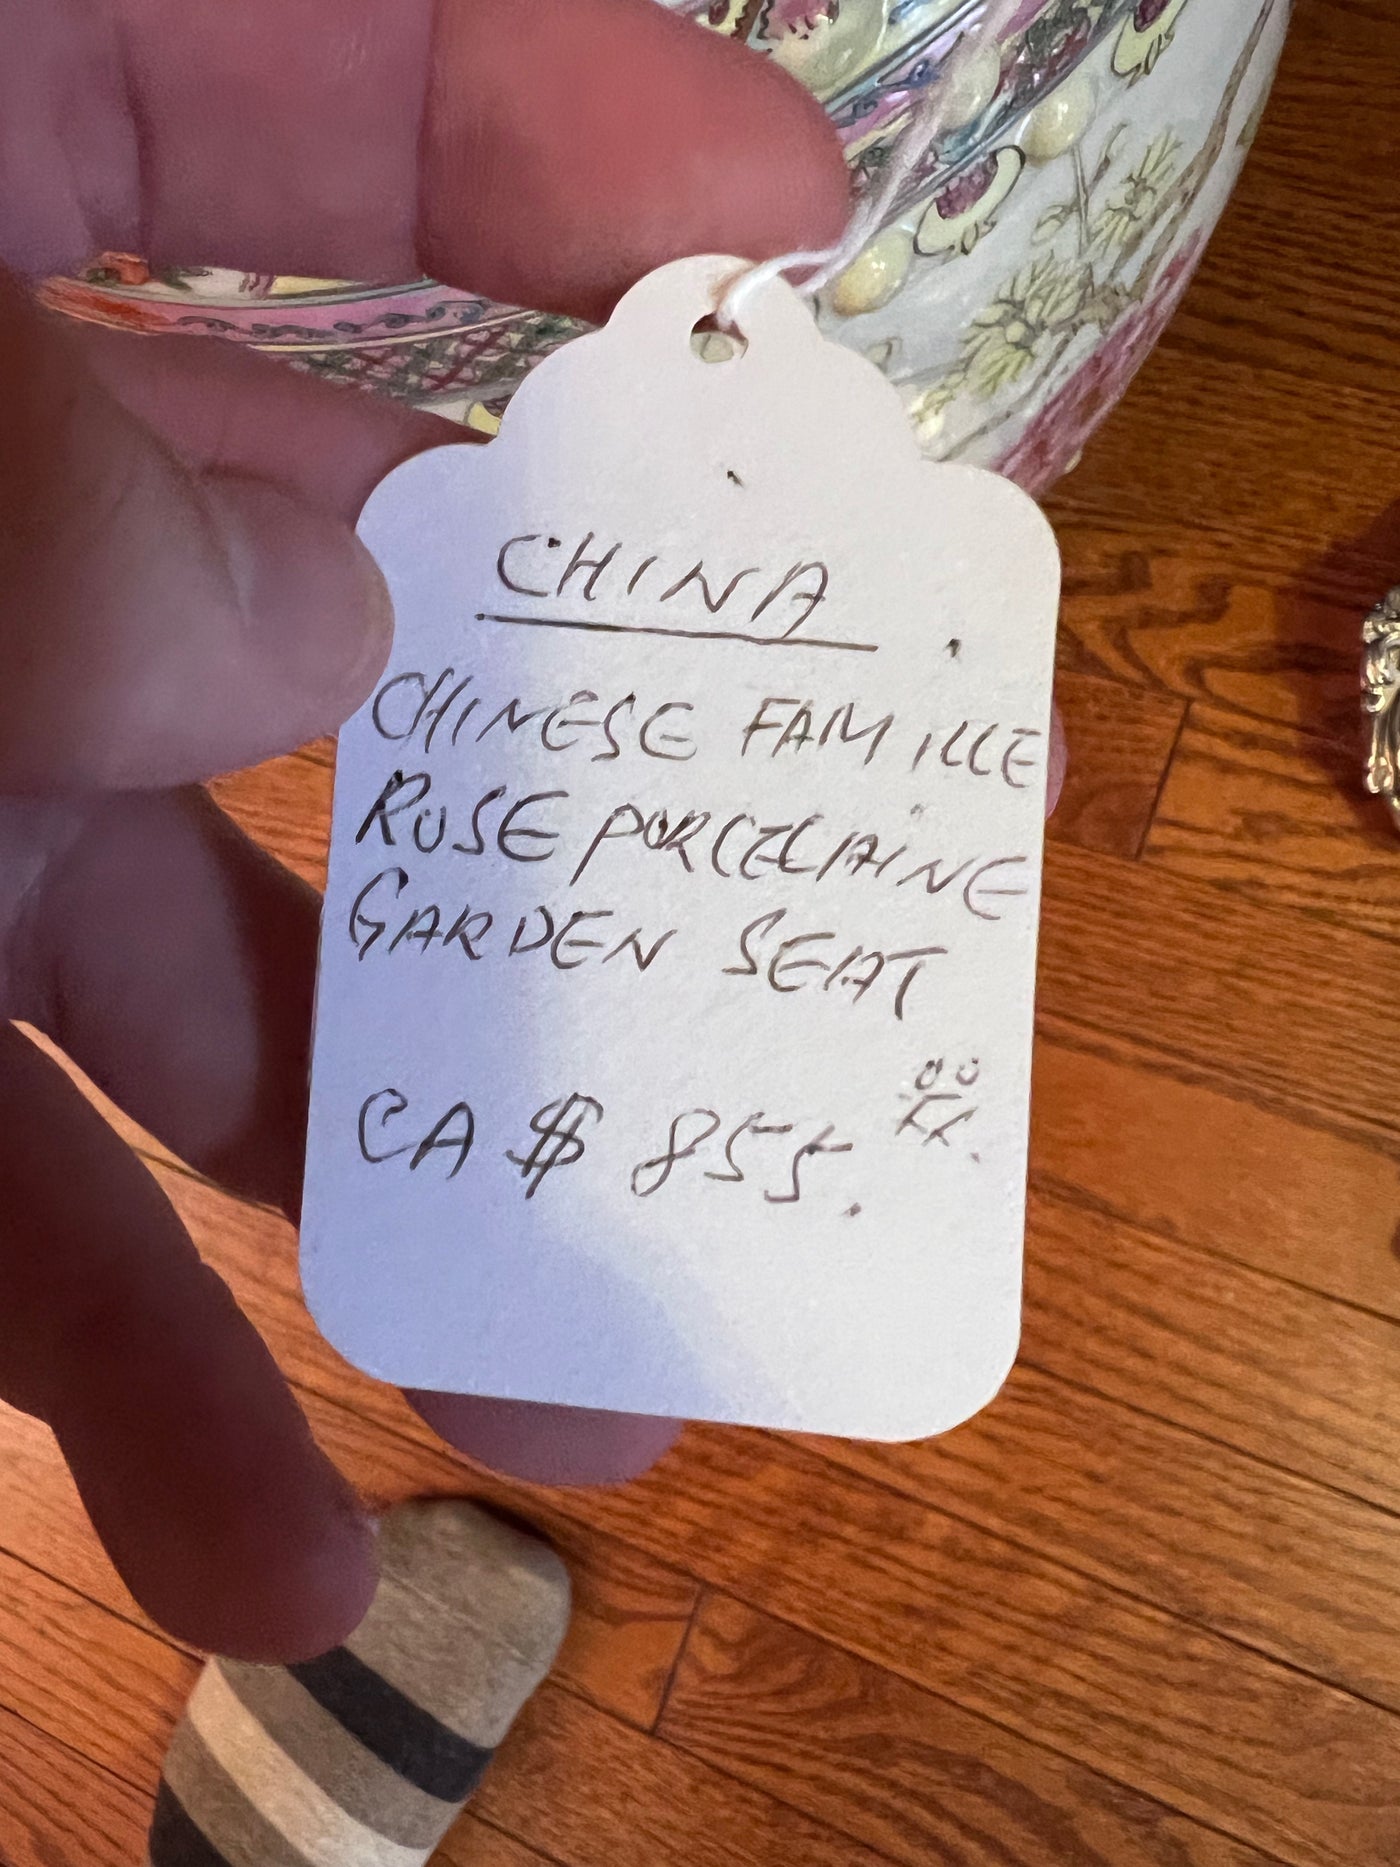 CHINA
CHINESE FAMILLE
ROSE PORCELAINE
GARDEN SEAT
CA $ 855.00